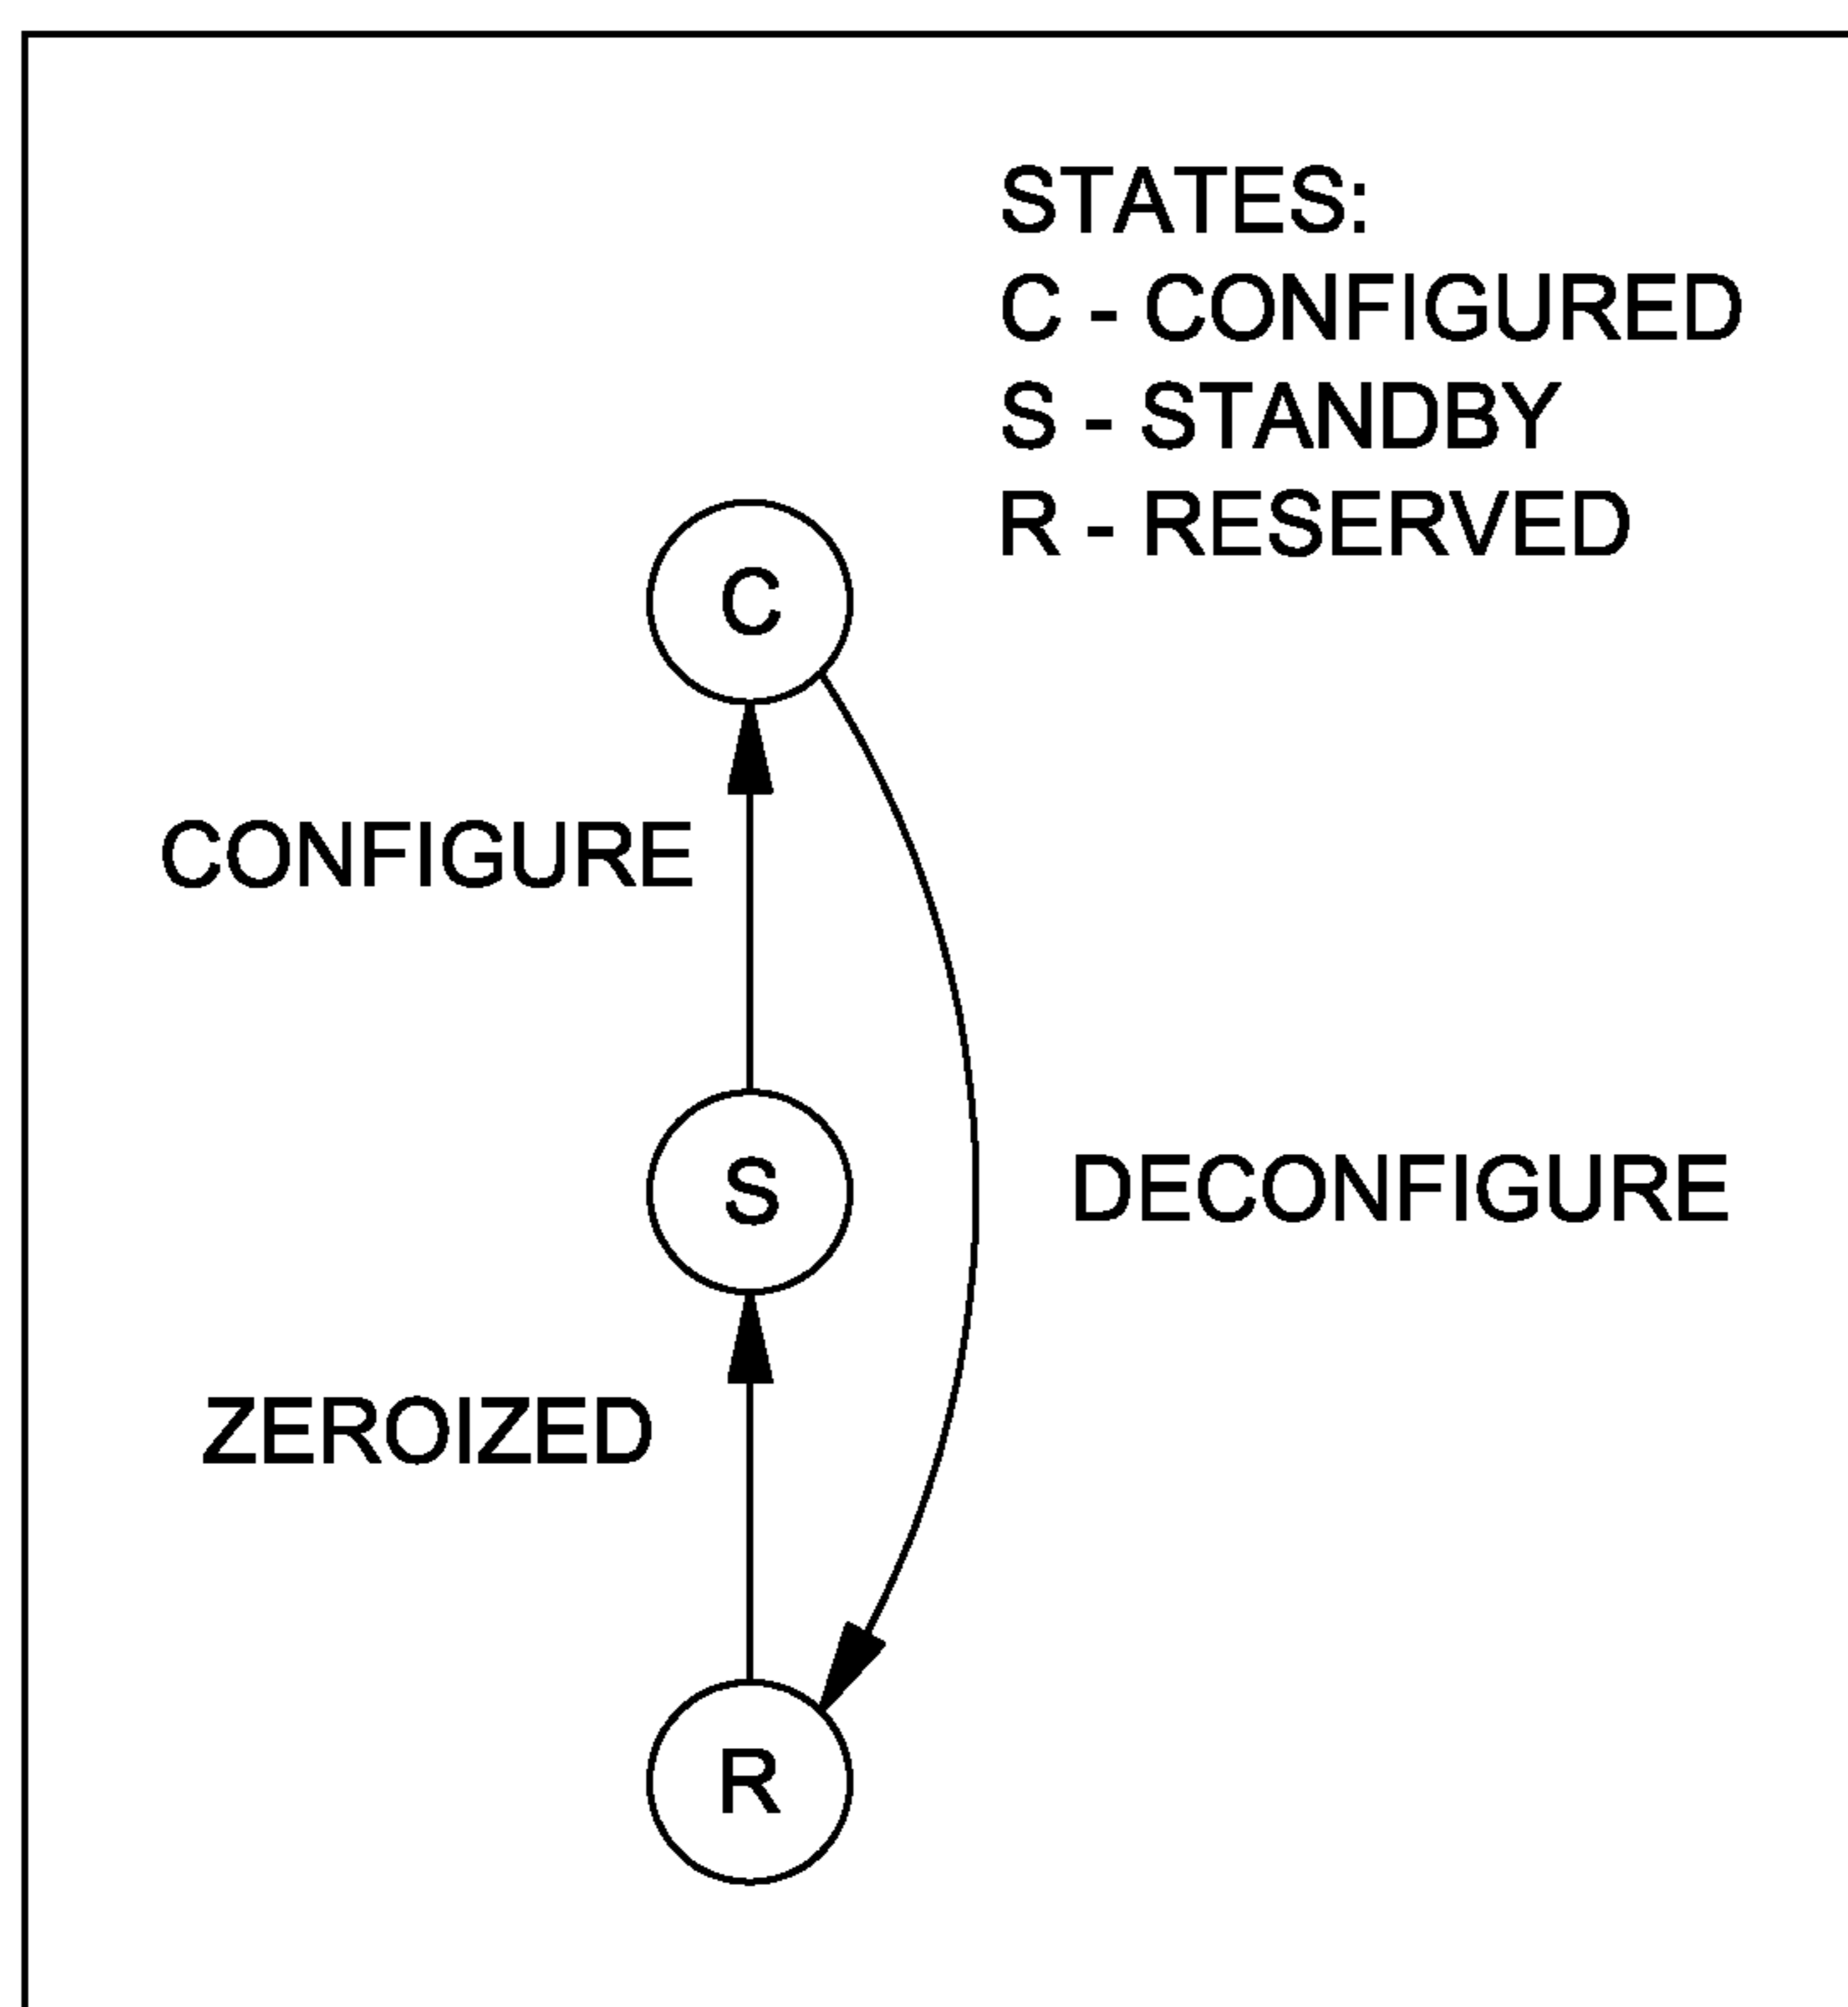 STATES:
C - CONFIGURED
S - STANDBY
R - RESERVED
C
CONFIGURE
S
DECONFIGURE
ZEROIZED
R